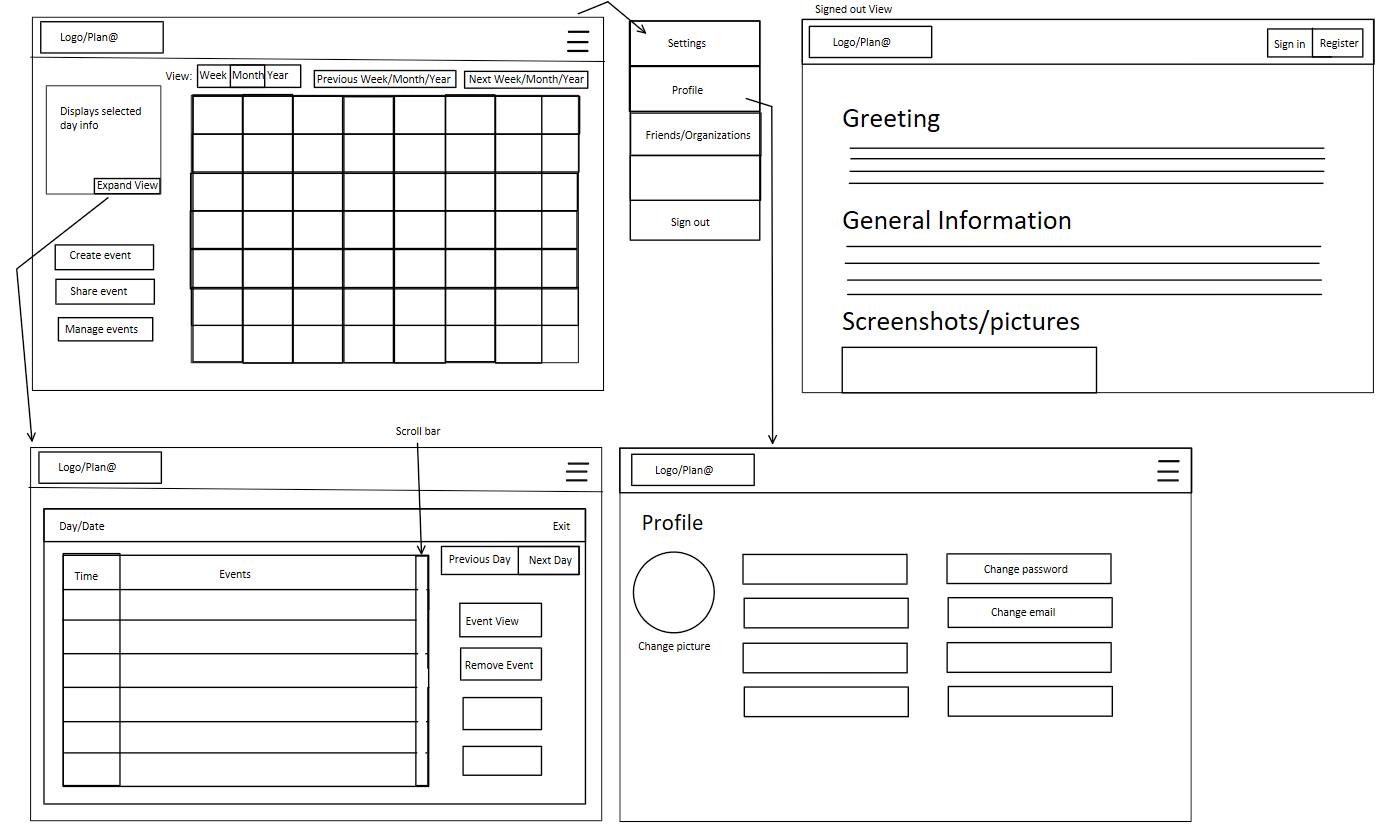 Logo/Plan@
View:
Week
Month
Year
Previous Week/Month/Year
Next Week/Month/Year
Displays selected
day info
Expand View
Create event
Share event
Manage events
Settings
Profile
Friends/Organizations
Sign out
Signed out View
Logo/Plan@
Sign in
Register
Greeting
General Information
Screenshots/pictures
Scroll bar
Logo/Plan@
Day/Date
Exit
Time
Events
Previous Day
Next Day
Event View
Remove Event
Logo/Plan@
Profile
Change picture
Change password
Change email